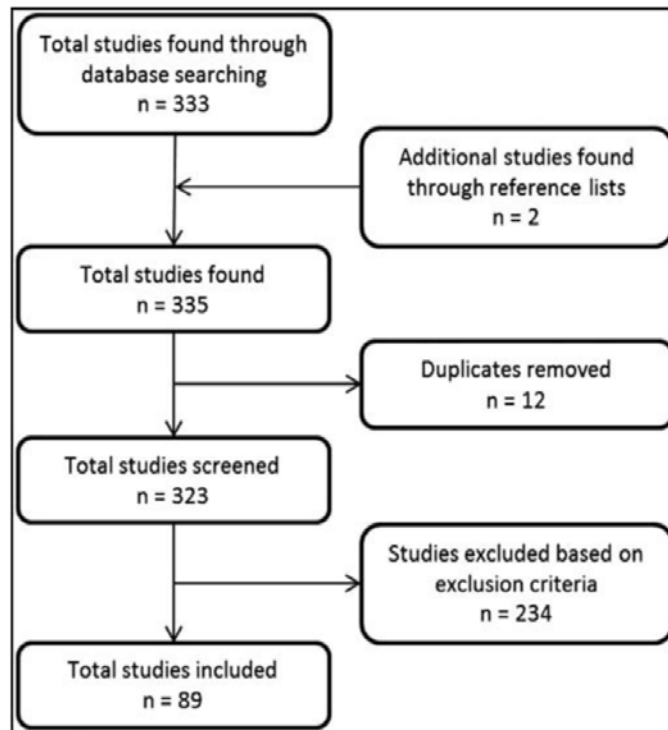 Total studies found through
database searching
n = 333
Additional studies found
through reference lists
n = 2
Total studies found
n = 335
Duplicates removed
n = 12
Total studies screened
n = 323
Studies excluded based on
exclusion criteria
n = 234
Total studies included
n = 89